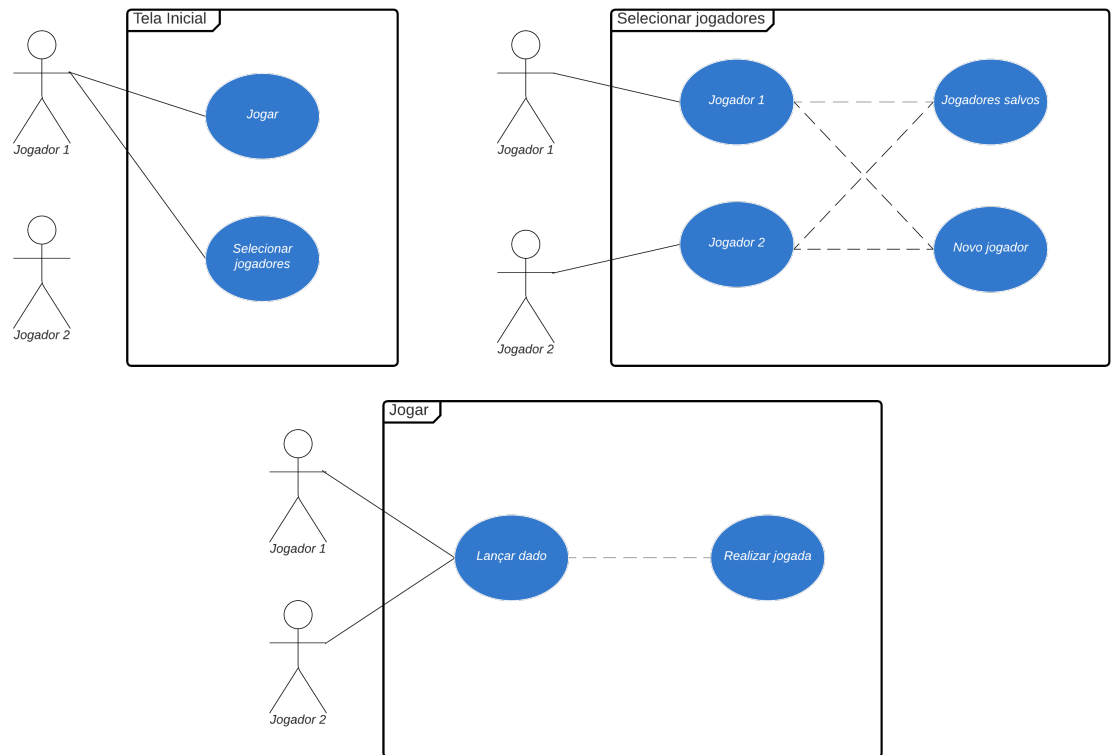 Tela Inicial
Jogador 1
Jogar
Selecionar
jogadores
Jogador 2
Selecionar jogadores
Jogador 1
Jogador 1
Jogadores salvos
Jogador 2
Jogador 2
Novo jogador
Jogar
Jogador 1
Lançar dado
Realizar jogada
Jogador 2